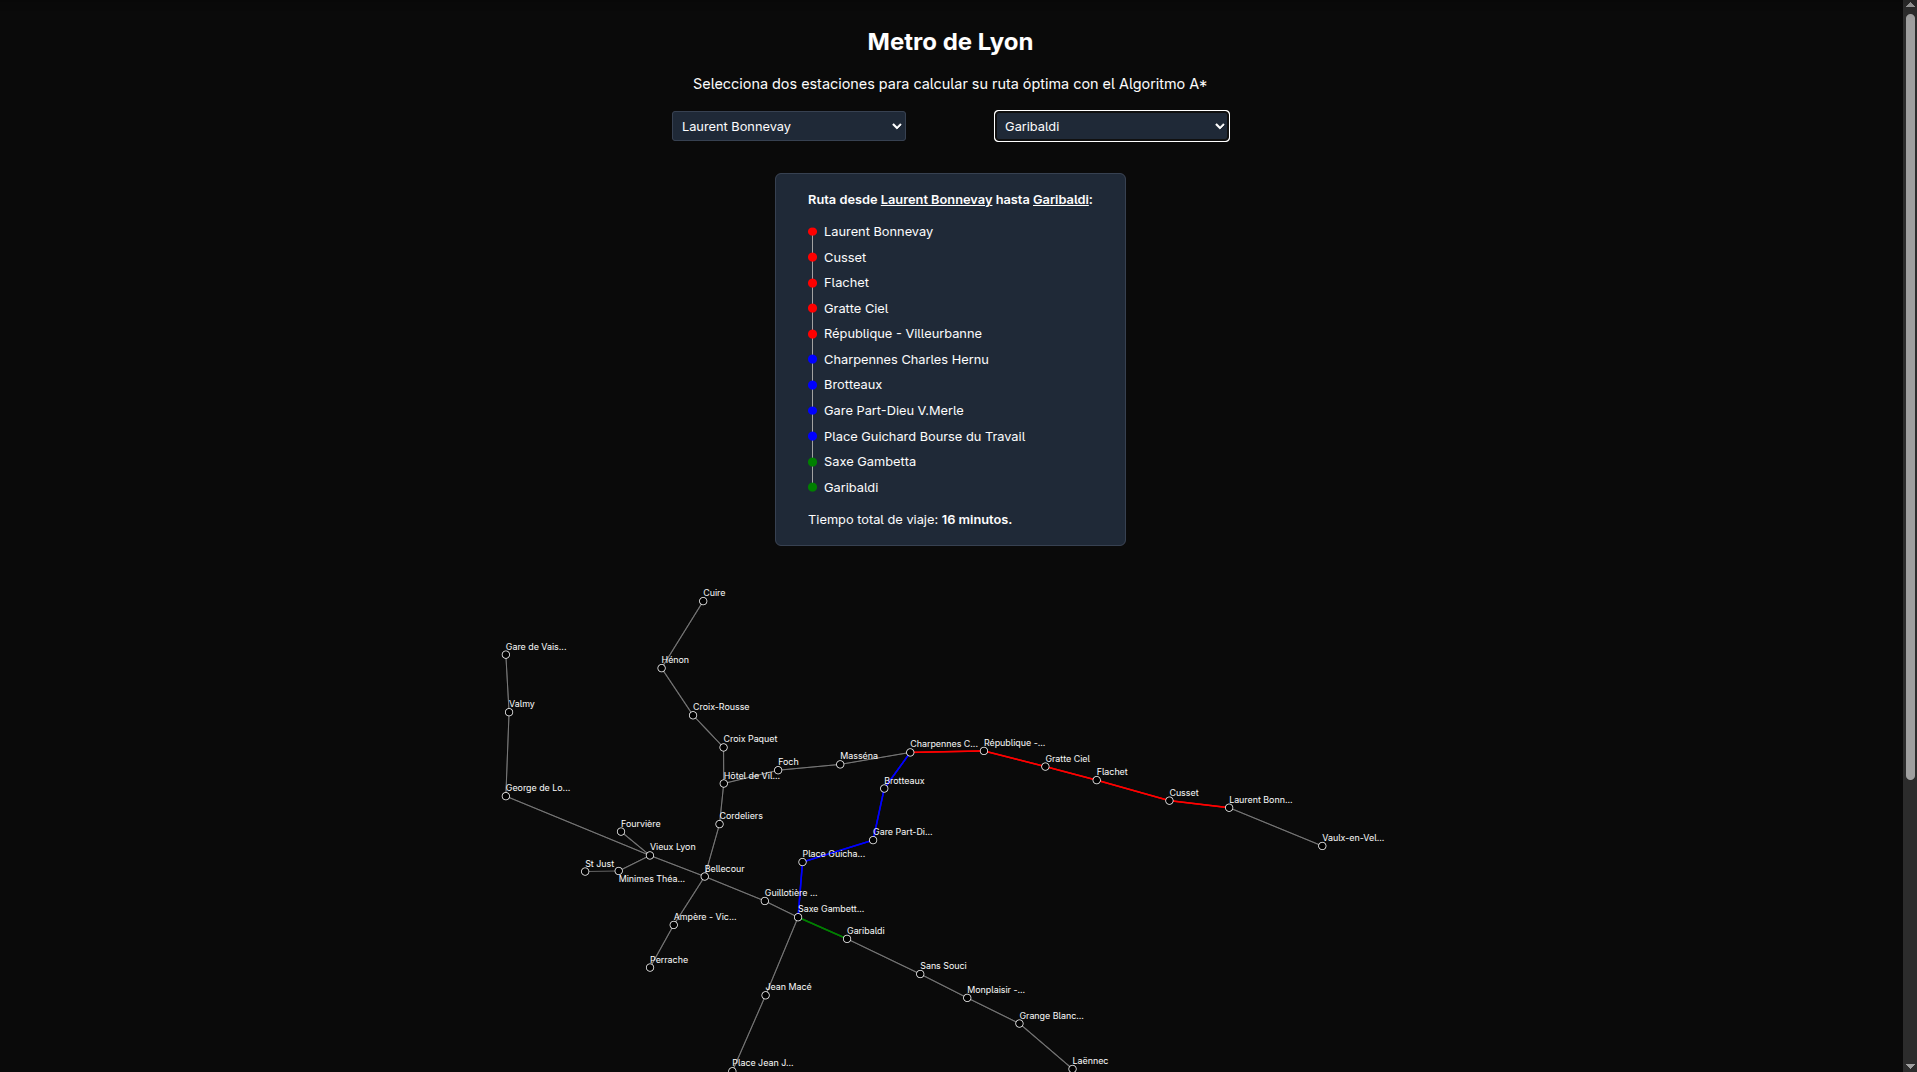 Metro de Lyon
Selecciona dos estaciones para calcular su ruta óptima con el Algoritmo A*
Laurent Bonnevay
Garibaldi
Ruta desde Laurent Bonnevay hasta Garibaldi:
Laurent Bonnevay
Cusset
Flachet
Gratte Ciel
République - Villeurbanne
Charpennes Charles Hernu
Brotteaux
Gare Part-Dieu V.Merle
Place Guichard Bourse du Travail
Saxe Gambetta
Garibaldi
Tiempo total de viaje: 16 minutos.
Cuire
Gare de Vais...
Hénon
Valmy
Croix-Rousse
Croix Paquet
Charpennes C...
République -...
Masséna
Gratte Ciel
Foch
Flachet
Hôtel de Vil...
Brotteaux
George de Lo...
Cusset
Laurent Bonn...
Cordeliers
Fourvière
Gare Part-Di...
Vaulx-en-Vel...
Vieux Lyon
Place Guicha...
St Just
Bellecour
Minimes Théa...
Guillotière ...
Saxe Gambett...
Ampère - Vic...
Garibaldi
Perrache
Sans Souci
Jean Macé
Monplaisir -...
Grange Blanc...
Laënnec
Place Jean J...